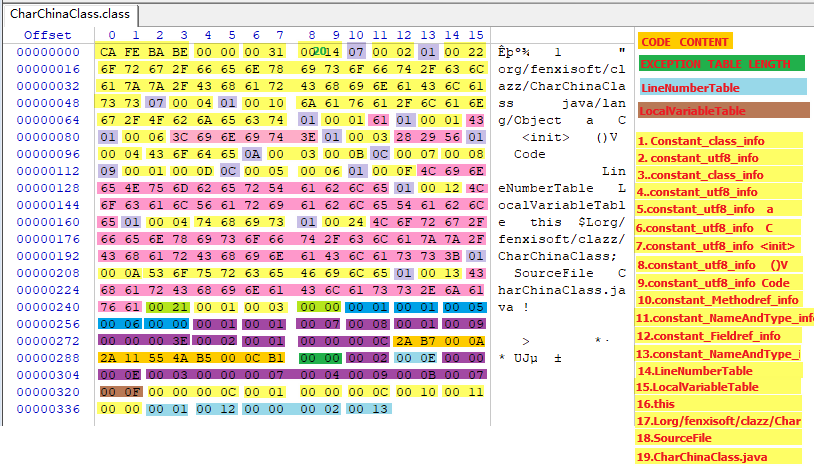 CharChinaClass.class
Offset 0 1 2 3 4 5 6 7 8 9 10 11 12 13 14 15
00000000 CA FE BA BE 00 00 00 31 00 14 07 00 02 01 00 22 Êþº¾ 1 "
20
00000016 6F 72 67 2F 66 65 6E 78 69 73 6F 66 74 2F 63 6C org/fenxisoft/cl
00000032 61 7A 7A 2F 43 68 61 72 43 68 69 6E 61 43 6C 61 azz/CharChinaCla
00000048 73 73 07 00 04 01 00 10 6A 61 76 61 2F 6C 61 6E ss java/lan
00000064 67 2F 4F 62 6A 65 63 74 01 00 01 61 01 00 01 43 g/Object a C
00000080 01 00 06 3C 69 6E 69 74 3E 01 00 03 28 29 56 01 <init> ()V
00000096 00 04 43 6F 64 65 0A 00 03 00 0B 0C 00 07 00 08 Code
00000112 09 00 01 00 0D 0C 00 05 00 06 01 00 0F 4C 69 6E Lin
00000128 65 4E 75 6D 62 65 72 54 61 62 6C 65 01 00 12 4C eNumberTable L
00000144 6F 63 61 6C 56 61 72 69 61 62 6C 65 54 61 62 6C ocalVariableTabl
00000160 65 01 00 04 74 68 69 73 01 00 24 4C 6F 72 67 2F e this $Lorg/
00000176 66 65 6E 78 69 73 6F 66 74 2F 63 6C 61 7A 7A 2F fenxisoft/clazz/
00000192 43 68 61 72 43 68 69 6E 61 43 6C 61 73 73 3B 01 CharChinaClass;
00000208 00 0A 53 6F 75 72 63 65 46 69 6C 65 01 00 13 43 SourceFile C
00000224 68 61 72 43 68 69 6E 61 43 6C 61 73 73 2E 6A 61 harChinaClass.ja
00000240 76 61 00 21 00 01 00 03 00 00 00 01 00 01 00 05 va !
00000256 00 06 00 00 00 01 00 01 00 07 00 08 00 01 00 09
00000272 00 00 00 3E 00 02 00 01 00 00 00 0C 2A B7 00 0A > *·
00000288 2A 11 55 4A B5 00 0C B1 00 00 00 02 00 0E 00 00 * UJµ ±
00000304 00 0E 00 03 00 00 00 07 00 04 00 09 00 0B 00 07
00000320 00 0F 00 00 00 0C 00 01 00 00 00 0C 00 10 00 11
00000336 00 00 00 01 00 12 00 00 00 02 00 13
CODE CONTENT
EXCEPTION TABLE LENGTH
LineNumberTable
LocalVariableTable
1. Constant_class_info
2. constant_utf8_info
3..constant_class_info
4..constant_utf8_info
5.constant_utf8_info a
6.constant_utf8_info C
7.constant_utf8_info <init>
8.constant_utf8_info ()V
9.constant_utf8_info Code
10.constant_Methodref_info
11.constant_NameAndType_info
12.constant_Fieldref_info
13.constant_NameAndType_i
14.LineNumberTable
15.LocalVariableTable
16.this
17.Lorg/fenxisoft/clazz/Char
18.SourceFile
19.CharChinaClass.java